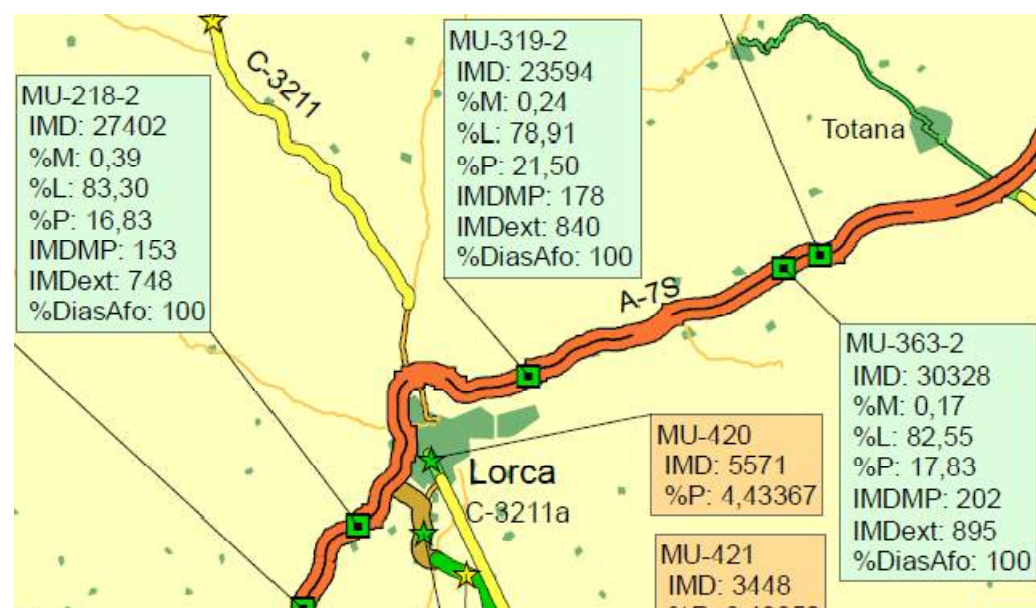 C-3211
MU-319-2
IMD: 23594
%M: 0,24
%L: 78,91
%P: 21,50
IMDMP: 178
IMDext: 840
%DiasAfo: 100
MU-218-2
IMD: 27402
%M: 0,39
%L: 83,30
%P: 16,83
IMDMP: 153
IMDext: 748
%DiasAfo: 100
Totana
A-7S
MU-363-2
IMD: 30328
%M: 0,17
%L: 82,55
%P: 17,83
IMDMP: 202
IMDext: 895
%DiasAfo: 100
MU-420
IMD: 5571
%P: 4,43367
Lorca
C-3211a
MU-421
IMD: 3448